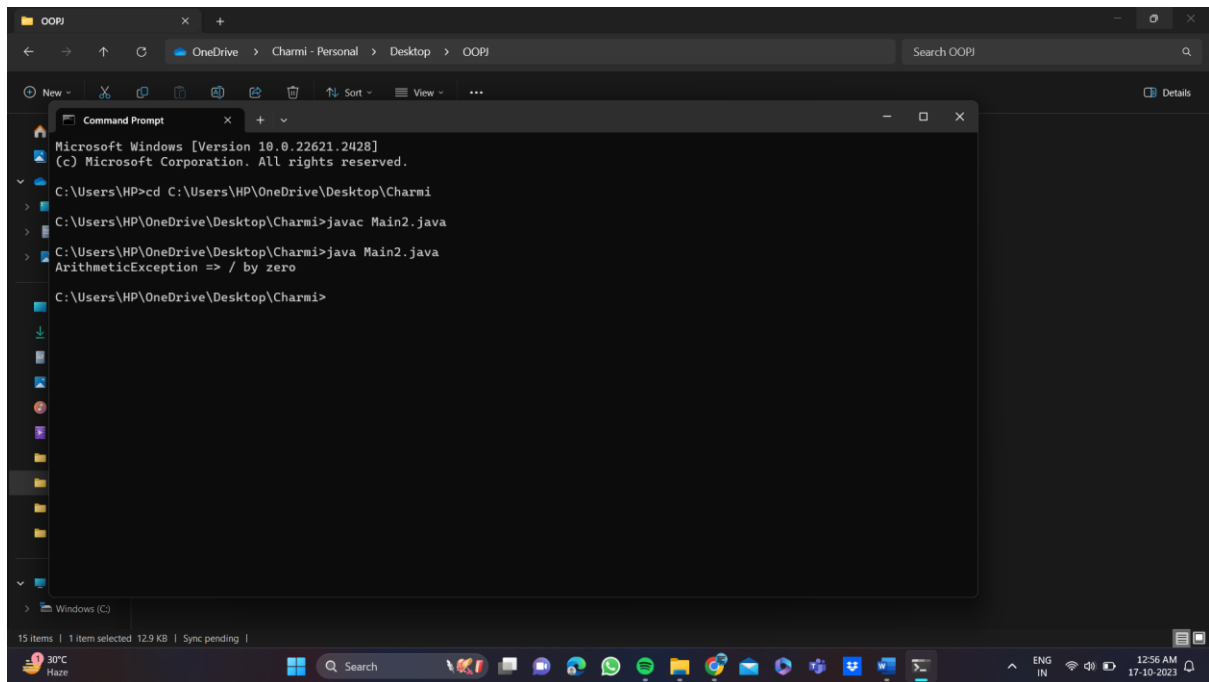 OOPJ
OneDrive > Charmi - Personal > Desktop > OOPJ
Search OOPJ
New
Sort
View
Details
Command Prompt
Microsoft Windows [Version 10.0.22621.2428]
(c) Microsoft Corporation. All rights reserved.
C:\Users\HP>cd C:\Users\HP\OneDrive\Desktop\Charmi
C:\Users\HP\OneDrive\Desktop\Charmi>javac Main2.java
C:\Users\HP\OneDrive\Desktop\Charmi>java Main2.java
ArithmeticException => / by zero
C:\Users\HP\OneDrive\Desktop\Charmi>
Windows (C:)
15 items | 1 item selected 12.9 KB | Sync pending |
1
30°C
Haze
Search
ENG
IN
12:56 AM
17-10-2023